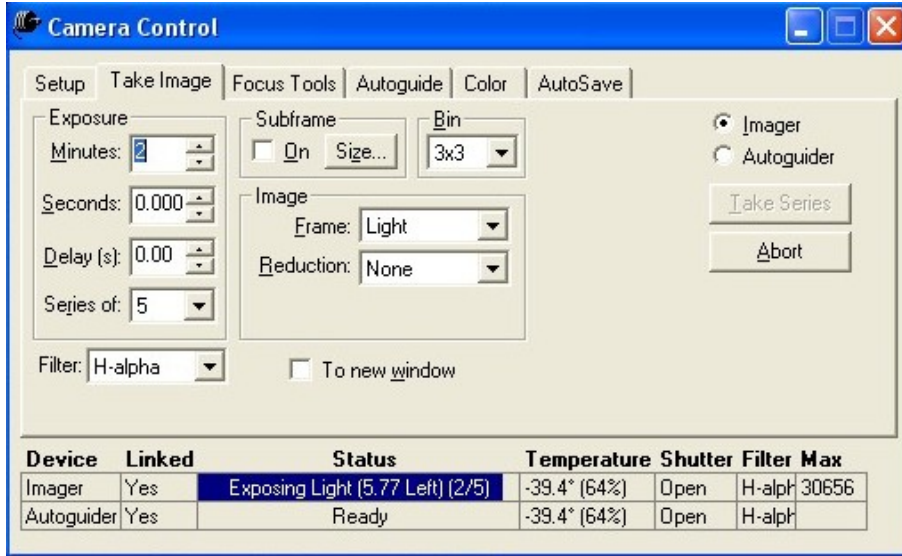 Camera Control
Setup Take Image Focus Tools Autoguide Color AutoSave
Exposure
Minutes: 2
Seconds: 0.000
Delay (s): 0.00
Series of: 5
Subframe
On Size...
Bin
3x3
Image
Frame: Light
Reduction: None
Imager
Autoguider
Take Series
Abort
Filter: H-alpha
To new window
Device Linked Status Temperature Shutter Filter Max
Imager Yes Exposing Light (5.77 Left) (2/5) -39.4° (64%) Open H-alph 30656
Autoguider Yes Ready -39.4° (64%) Open H-alph